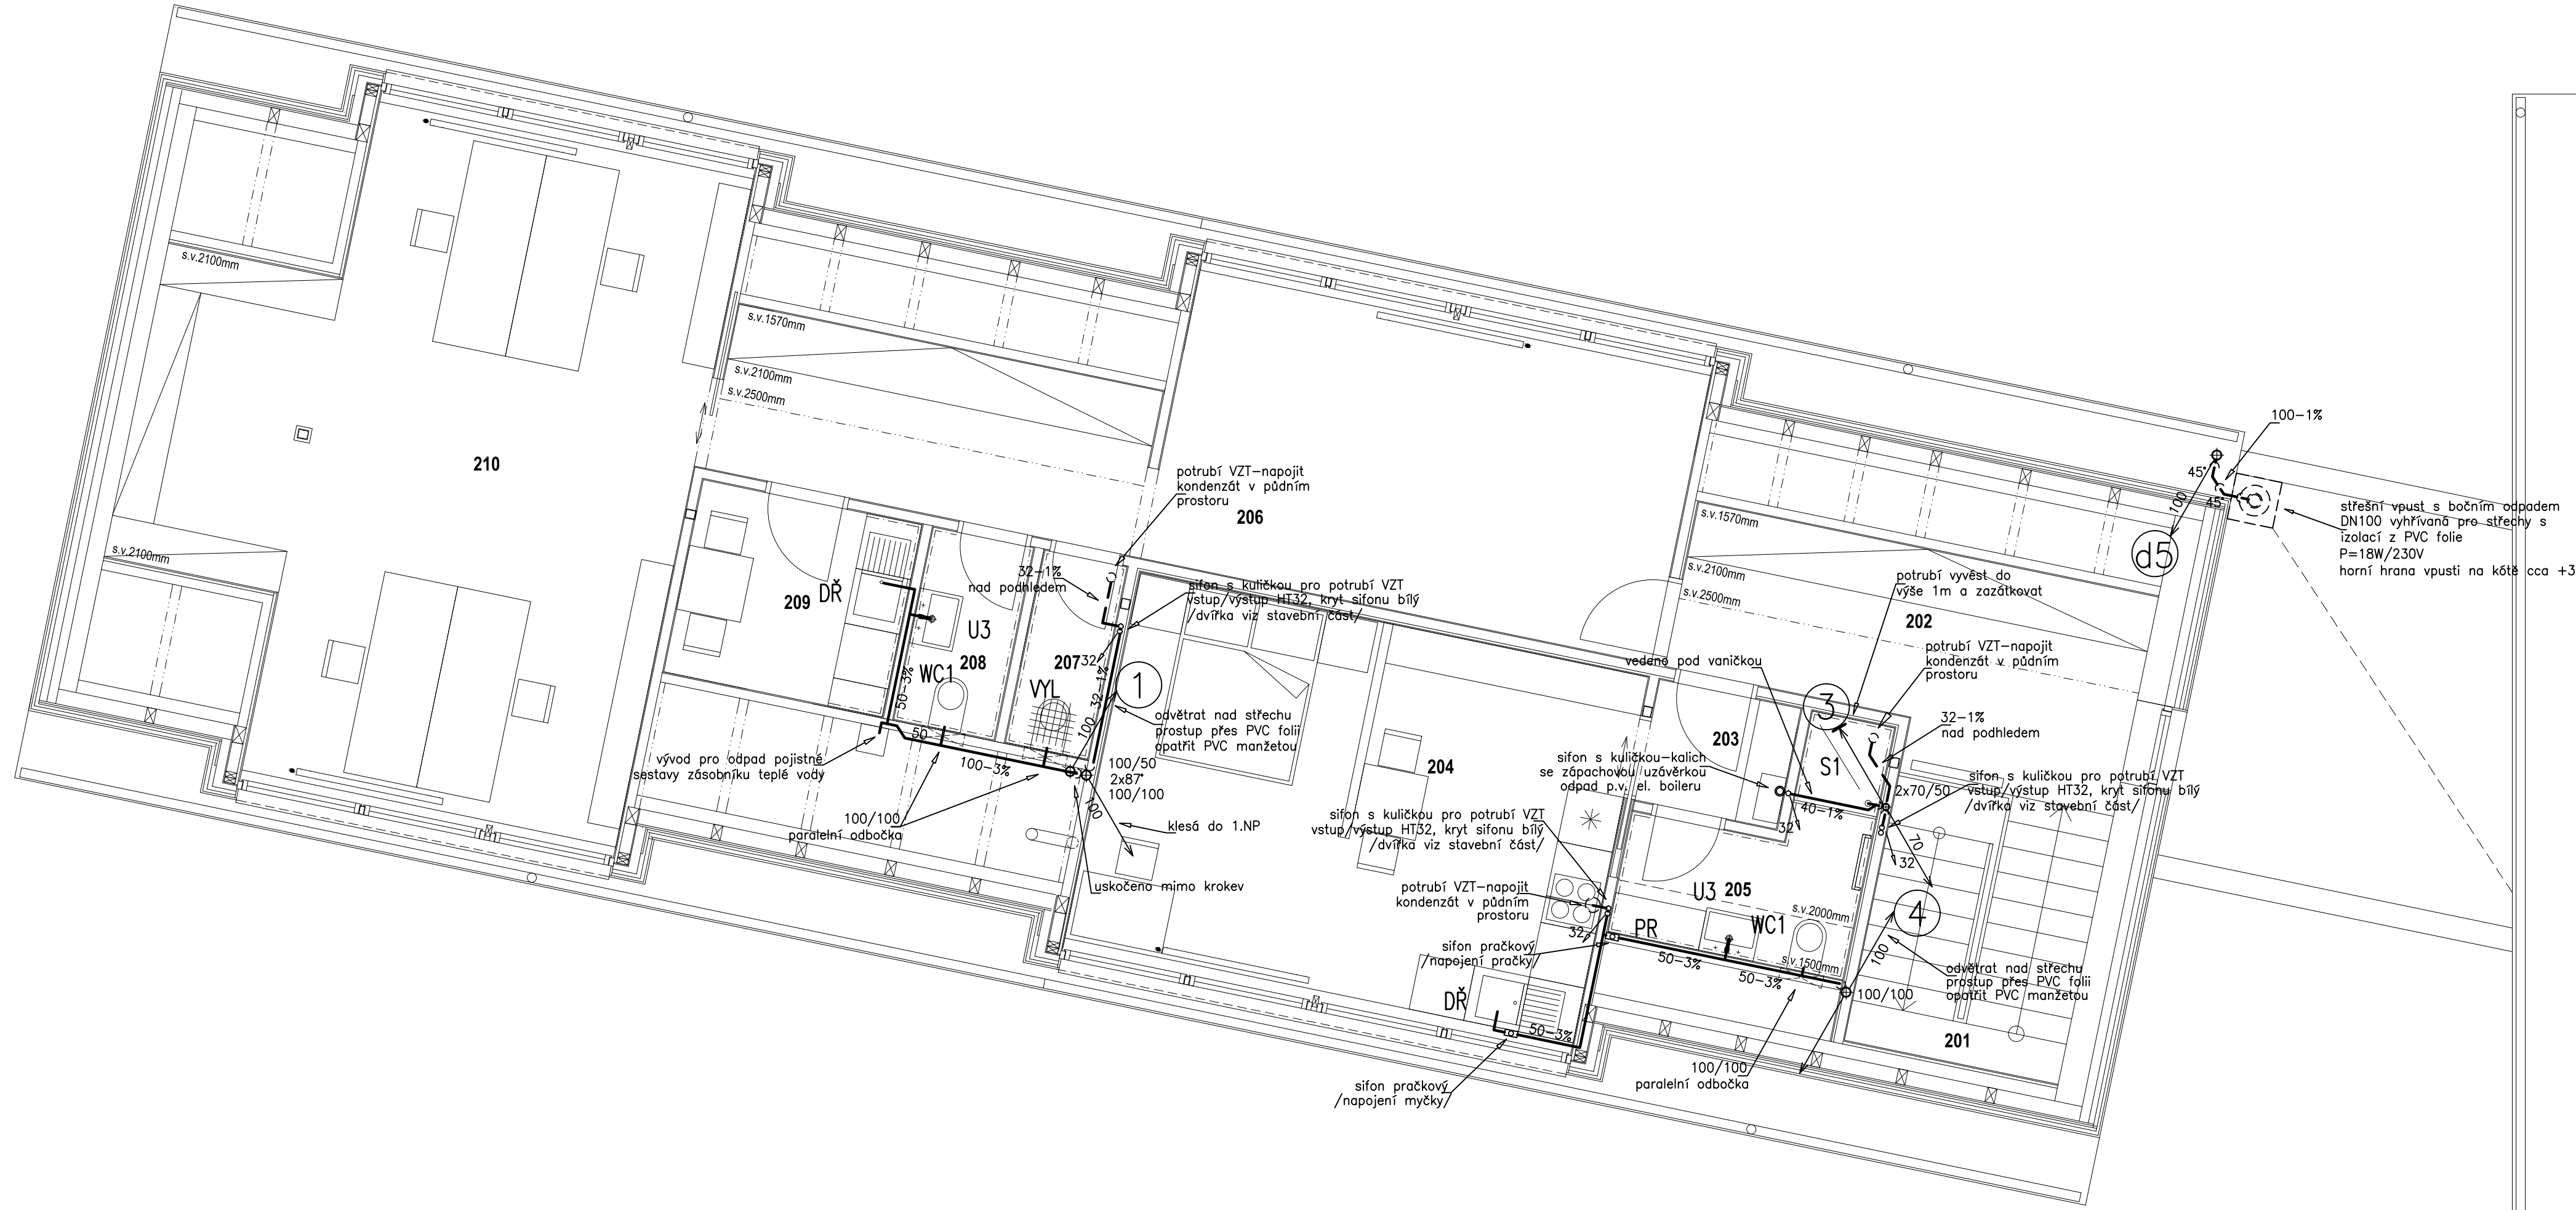 s.v.2100mm
210
s.v.2100mm
s.v.1570mm
s.v.2100mm
s.v.2500mm
potrubí VZT-napojit
kondenzát v půdním
prostoru
206
32-1%
nad podhledem
sifon s kuličkou pro potrubí VZT
vstup/výstup HT32, kryt sifonu bílý
/dvířka viz stavební část/
209
DŘ
U3
208
WC1
207
32
VYL
50-3%
32-1%
100
1
odvětrat nad střechu
prostup přes PVC folii
opatřit PVC manžetou
50
100-3%
vývod pro odpad pojistné
sestavy zásobníku teplé vody
100/50
2x87°
100/100
100
100/100
paralelní odbočka
klesá do 1.NP
uskočeno mimo krokev
204
sifon s kuličkou-kalich
se zápachovou uzávěrkou
odpad p.v. el. boileru
sifon s kuličkou pro potrubí VZT
vstup/výstup HT32, kryt sifonu bílý
/dvířka viz stavební část/
potrubí VZT-napojit
kondenzát v půdním
prostoru
32
sifon pračkový
/napojení pračky/
DŘ
50-3%
sifon pračkový
/napojení myčky/
PR
U3
205
WC1
s.v.2000mm
s.v.1500mm
50-3%
50-3%
100/100
paralelní odbočka
100/100
201
vedeno pod vaničkou
203
3
S1
40-1%
32
2x70/50
70
32
4
100
odvětrat nad střechu
prostup přes PVC folii
opatřit PVC manžetou
sifon s kuličkou pro potrubí VZT
vstup/výstup HT32, kryt sifonu bílý
/dvířka viz stavební část/
32-1%
nad podhledem
potrubí VZT-napojit
kondenzát v půdním
prostoru
202
potrubí vyvést do
výše 1m a zazátkovat
s.v.1570mm
s.v.2100mm
s.v.2500mm
100-1%
45°
45°
100
d5
střešní vpust s bočním odpadem
DN100 vyhřívaná pro střechy s
izolací z PVC folie
P=18W/230V
horní hrana vpusti na kótě cca +3